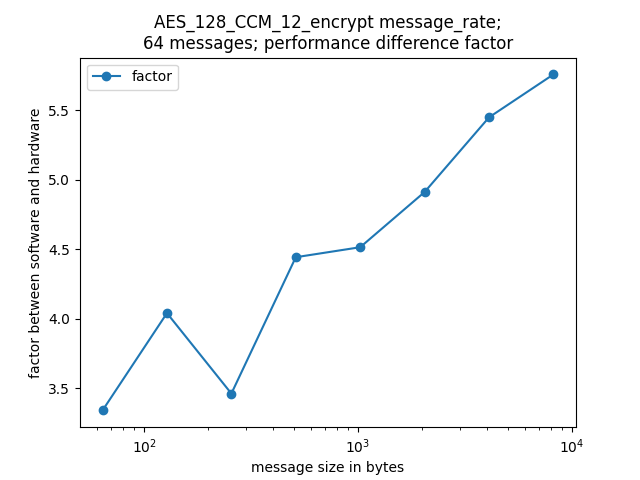 AES_128_CCM_12_encrypt message_rate;
64 messages; performance difference factor
factor
factor between software and hardware
5.5
5.0
4.5
4.0
3.5
10²
10³
10⁴
message size in bytes